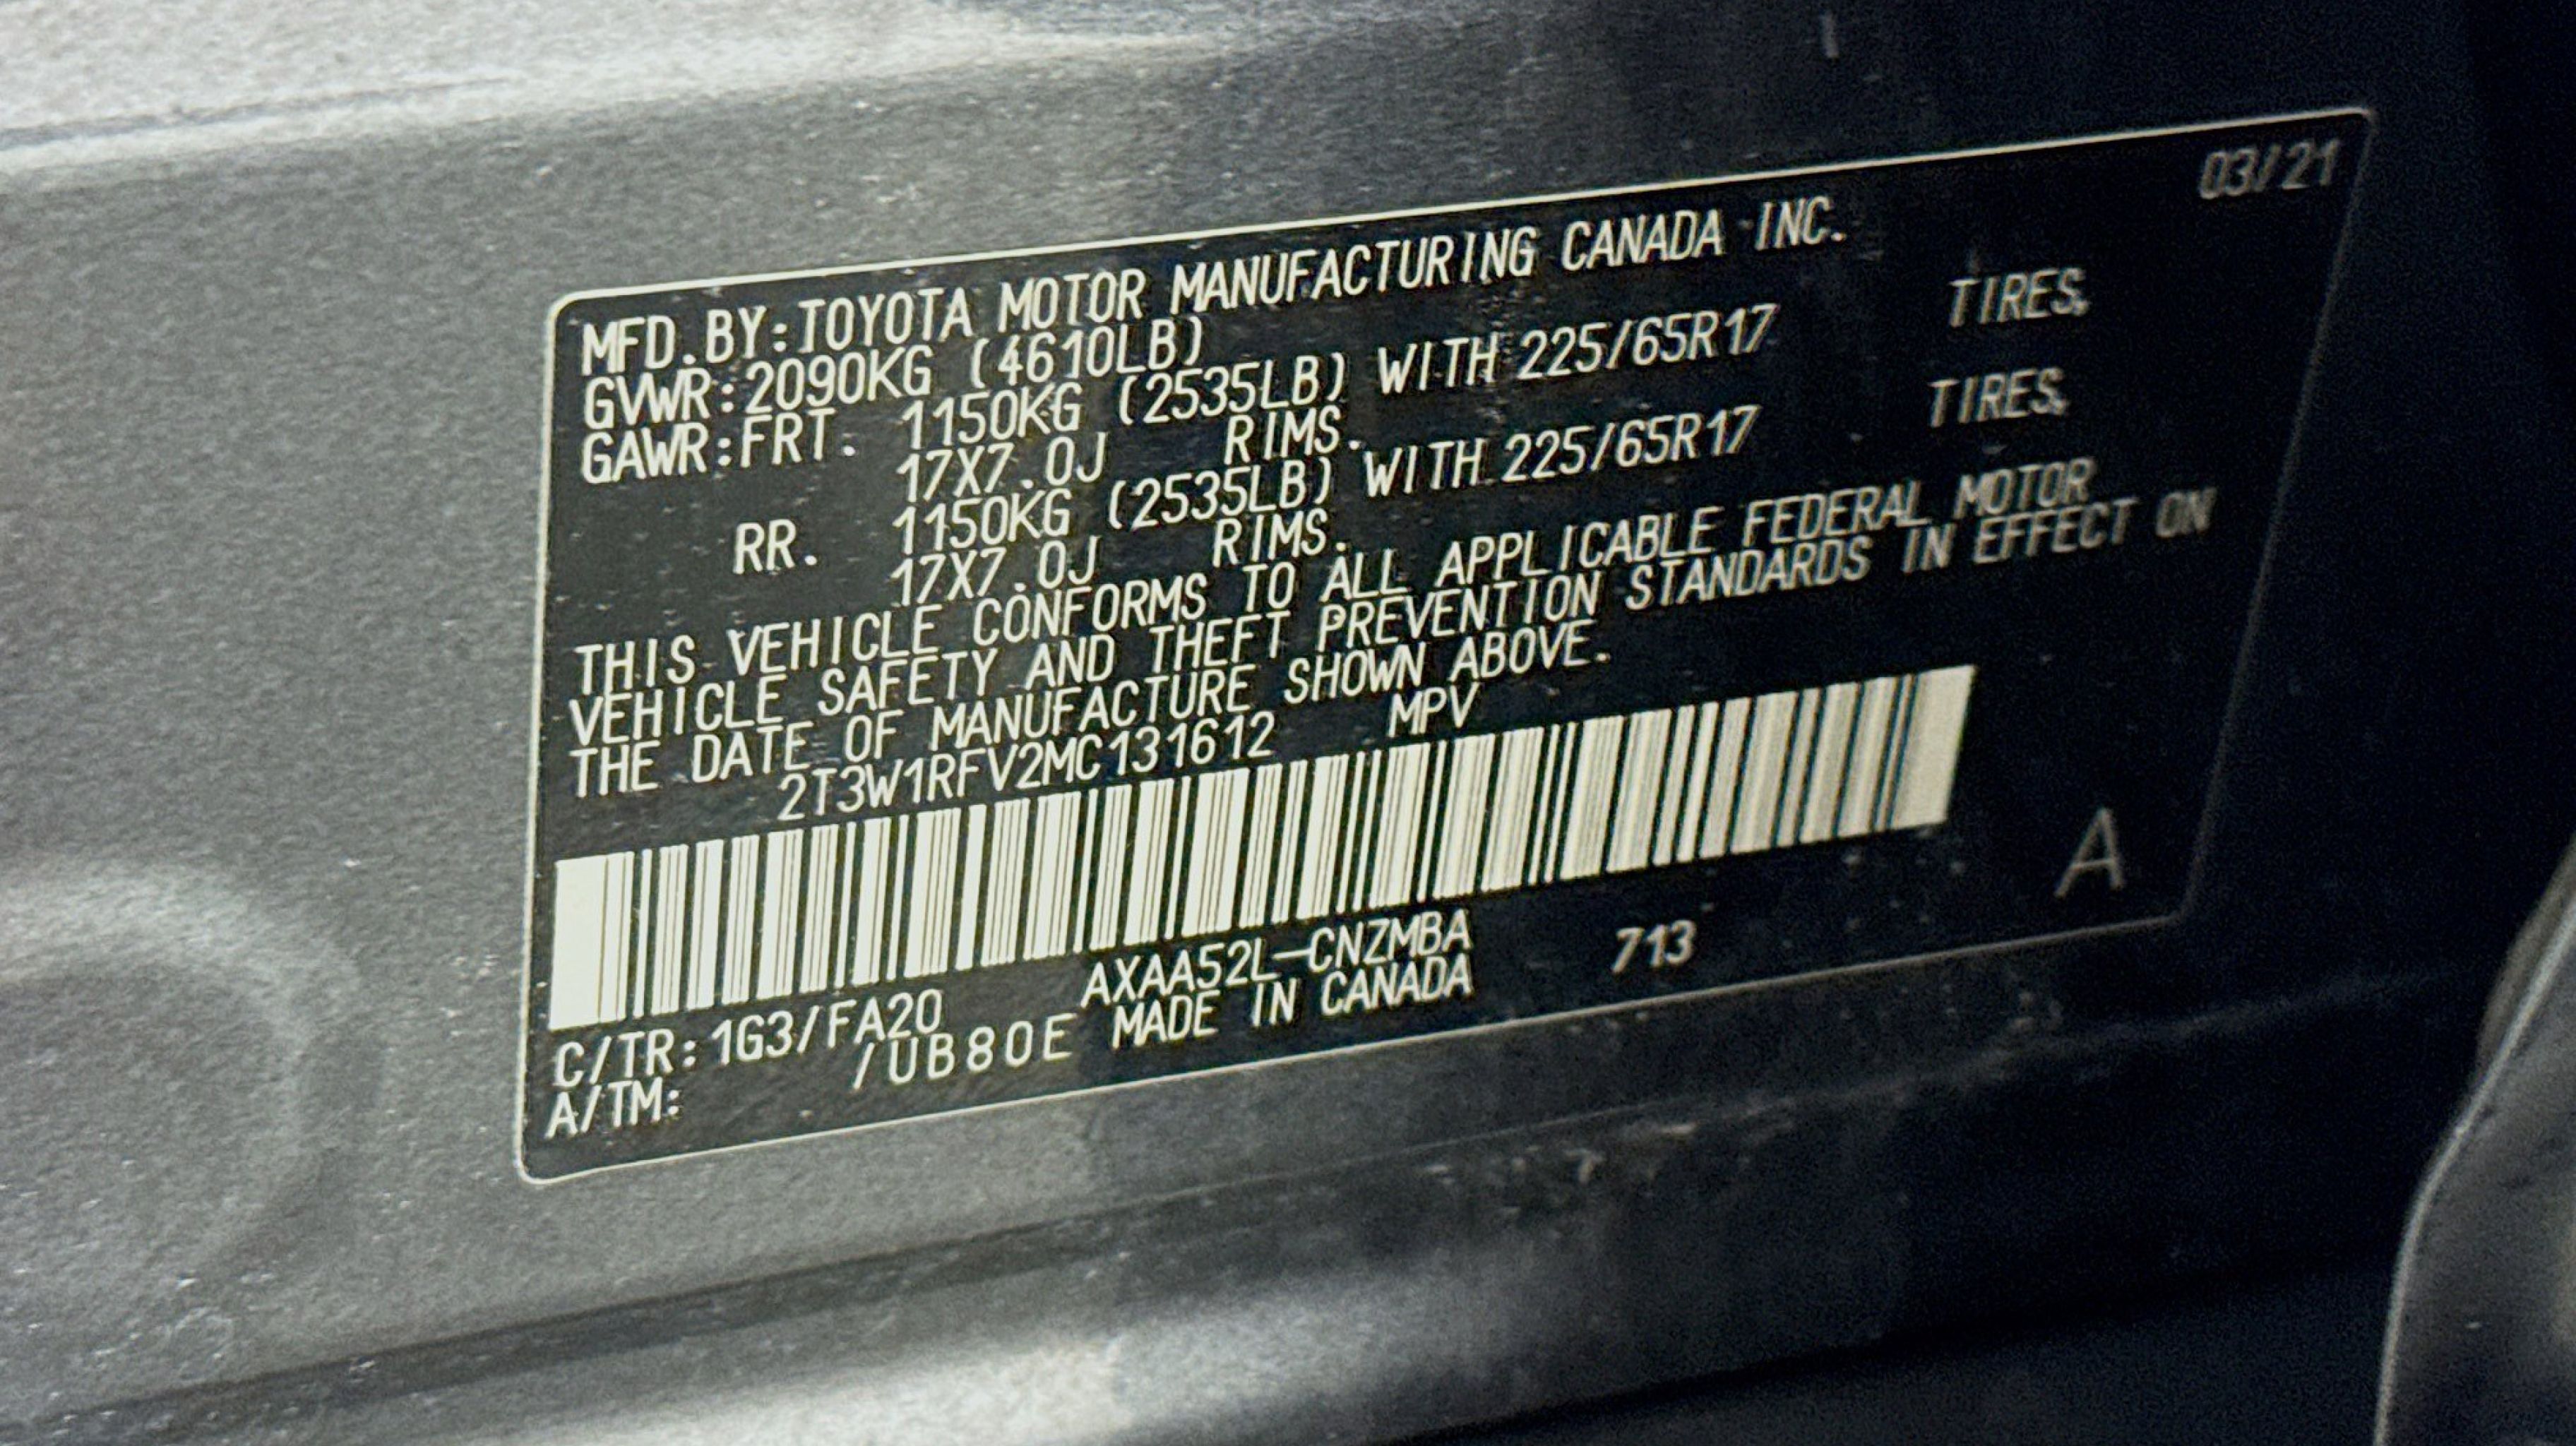 03/21
MFD.BY:TOYOTA MOTOR MANUFACTURING CANADA INC.
GVWR:2090KG (4610LB)
GAWR:FRT. 1150KG (2535LB) WITH 225/65R17 TIRES,
17X7.0J RIMS.
RR. 1150KG (2535LB) WITH 225/65R17 TIRES,
17X7.0J RIMS.
THIS VEHICLE CONFORMS TO ALL APPLICABLE FEDERAL MOTOR
VEHICLE SAFETY AND THEFT PREVENTION STANDARDS IN EFFECT ON
THE DATE OF MANUFACTURE SHOWN ABOVE.
2T3W1RFV2MC131612 MPV
A
C/TR:1G3/FA20 AXAA52L-CNZMBA 713
A/TM: /UB80E MADE IN CANADA